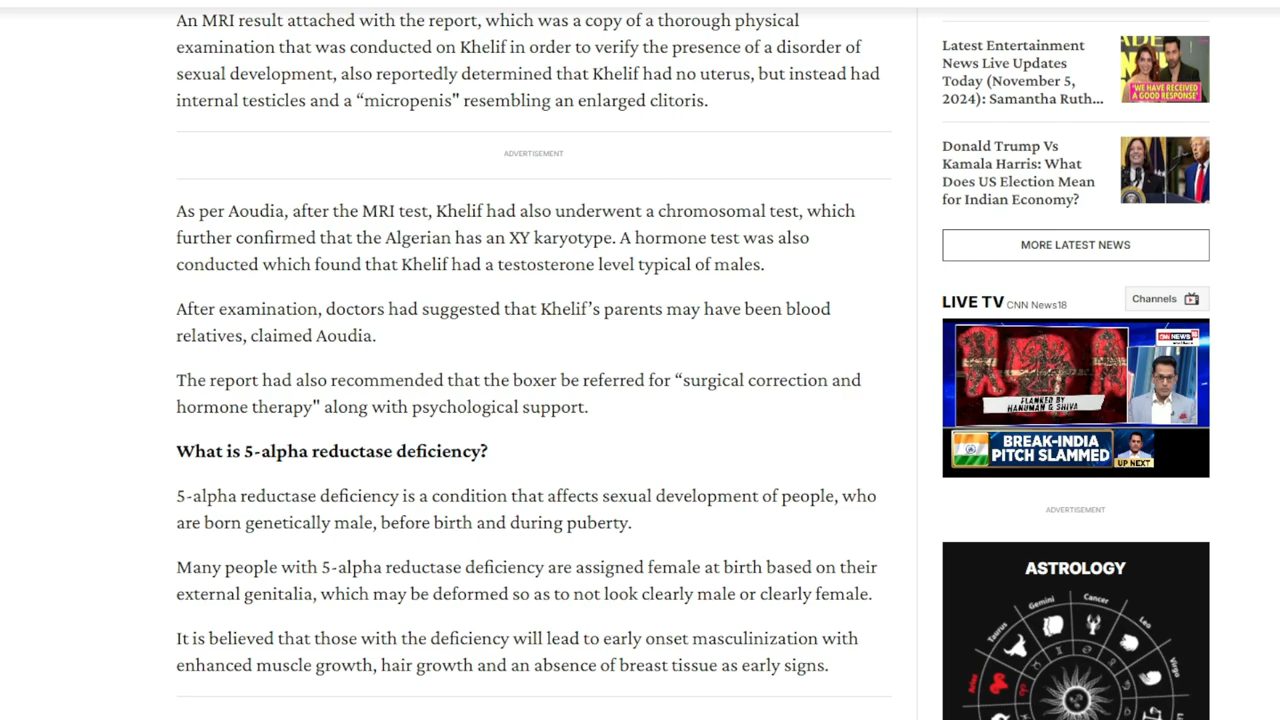 An MRI result attached with the report, which was a copy of a thorough physical
examination that was conducted on Khelif in order to verify the presence of a disorder of
sexual development, also reportedly determined that Khelif had no uterus, but instead had
internal testicles and a “micropenis" resembling an enlarged clitoris.
ADVERTISEMENT
As per Aoudia, after the MRI test, Khelif had also underwent a chromosomal test, which
further confirmed that the Algerian has an XY karyotype. A hormone test was also
conducted which found that Khelif had a testosterone level typical of males.
After examination, doctors had suggested that Khelif’s parents may have been blood
relatives, claimed Aoudia.
The report had also recommended that the boxer be referred for “surgical correction and
hormone therapy" along with psychological support.
What is 5-alpha reductase deficiency?
5-alpha reductase deficiency is a condition that affects sexual development of people, who
are born genetically male, before birth and during puberty.
Many people with 5-alpha reductase deficiency are assigned female at birth based on their
external genitalia, which may be deformed so as to not look clearly male or clearly female.
It is believed that those with the deficiency will lead to early onset masculinization with
enhanced muscle growth, hair growth and an absence of breast tissue as early signs.
Latest Entertainment
News Live Updates
Today (November 5,
2024): Samantha Ruth...
"WE HAVE RECEIVED
A GOOD RESPONSE"
Donald Trump Vs
Kamala Harris: What
Does US Election Mean
for Indian Economy?
MORE LATEST NEWS
LIVE TV CNN News18
Channels
FLANKED BY
HANUMAN & SHIVA
BREAK-INDIA
PITCH SLAMMED
UP NEXT
ADVERTISEMENT
ASTROLOGY
Gemini
Cancer
Taurus
Leo
Aries
Virgo